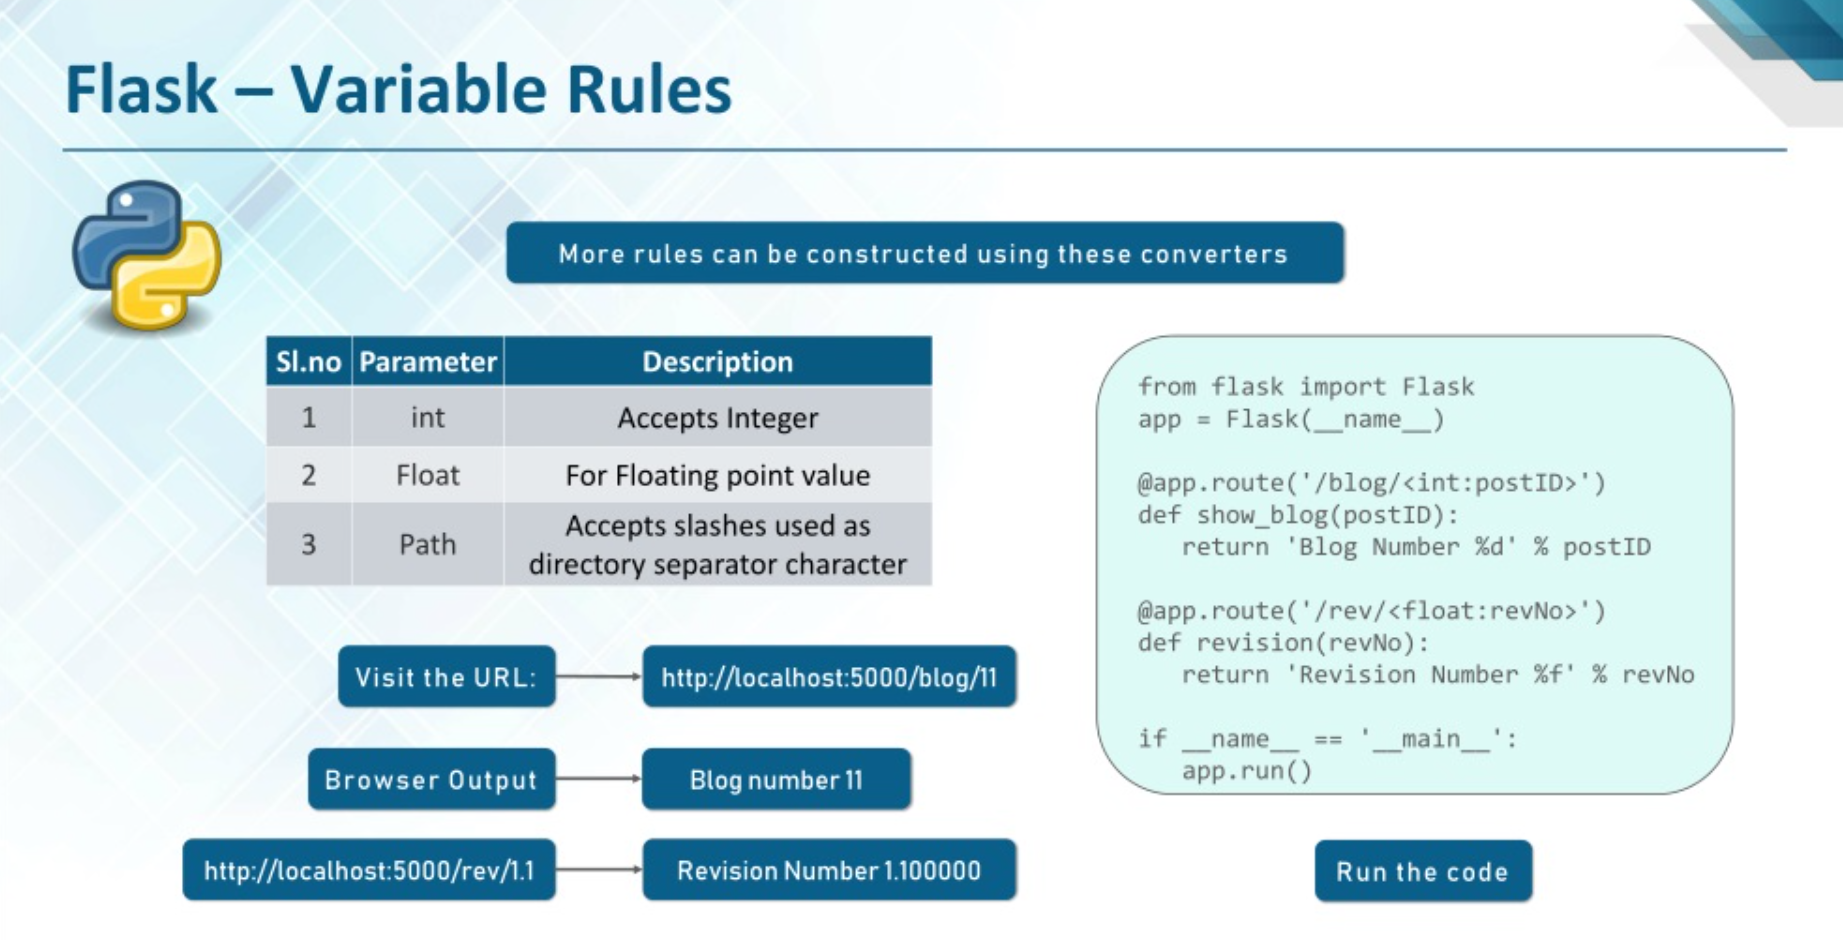 Flask – Variable Rules
More rules can be constructed using these converters
Sl.no Parameter Description
1 int Accepts Integer
2 Float For Floating point value
3 Path Accepts slashes used as
directory separator character
Visit the URL: http://localhost:5000/blog/11
Browser Output Blog number 11
http://localhost:5000/rev/1.1 Revision Number 1.100000
from flask import Flask
app = Flask(__name__)
@app.route('/blog/<int:postID>')
def show_blog(postID):
return 'Blog Number %d' % postID
@app.route('/rev/<float:revNo>')
def revision(revNo):
return 'Revision Number %f' % revNo
if __name__ == '__main__':
app.run()
Run the code